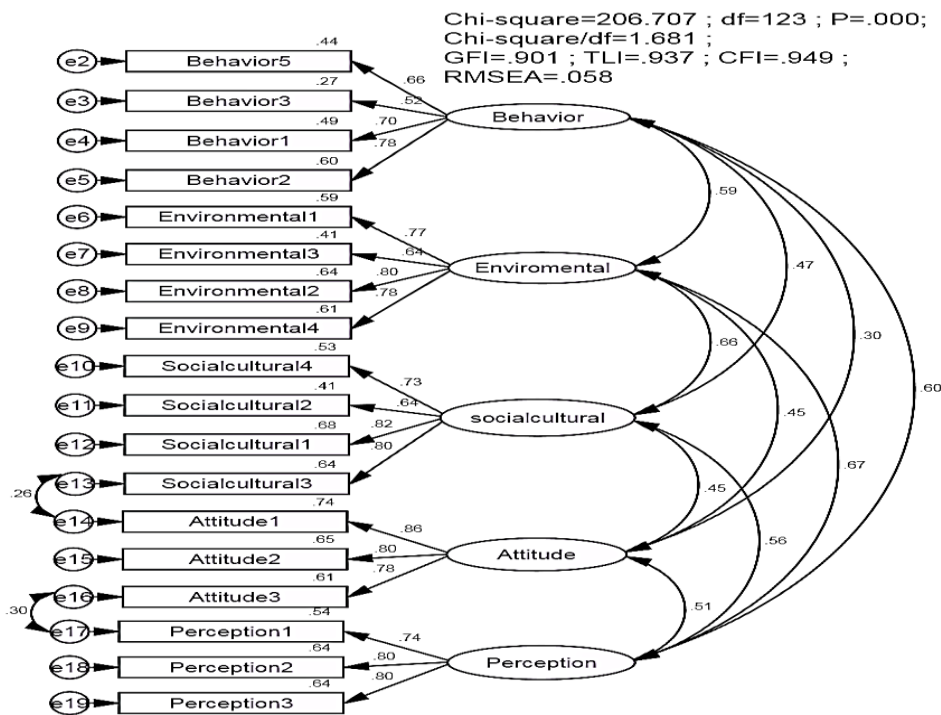 Chi-square=206.707 ; df=123 ; P=.000;
Chi-square/df=1.681 ;
GFI=.901 ; TLI=.937 ; CFI=.949 ;
RMSEA=.058
.44
e2 Behavior5
.66
.27
e3 Behavior3
.52
Behavior
.49
e4 Behavior1
.70
.78
.60
e5 Behavior2
.59
.59
e6 Environmental1
.77
.41
e7 Environmental3
.64
Enviromental
.47
.64
e8 Environmental2
.80
.78
.61
e9 Environmental4
.66
.30
.53
e10 Socialcultural4
.73
.60
.41
e11 Socialcultural2
.64
socialcultural
.45
.68
e12 Socialcultural1
.82
.80
.67
.64
e13 Socialcultural3
.45
.26
.74
e14 Attitude1
.86
.56
.65
e15 Attitude2
.80
Attitude
.78
.61
e16 Attitude3
.51
.30
.54
e17 Perception1
.74
.64
e18 Perception2
.80
Perception
.80
.64
e19 Perception3